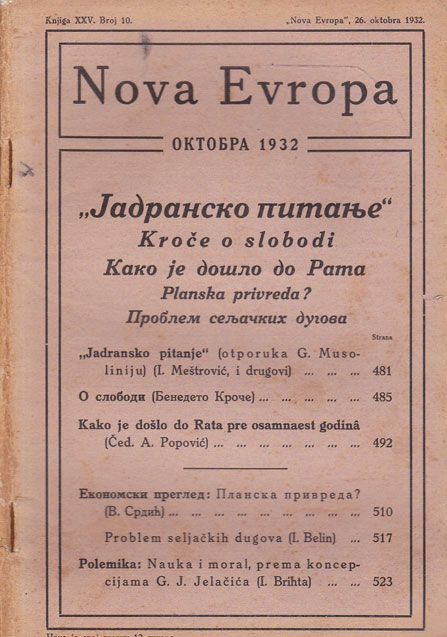 Knjiga XXV. Broj 10. „Nova Evropa", 26. oktobra 1932.
Nova Evropa
ОКТОБРА 1932
„Јадранско питање"
Kroče o slobodi
Како је дошло до Рата
Planska privreda?
Проблем сељачких дугова
Strana
„Jadransko pitanje" (otporuka G. Muso-
liniju) (I. Meštrović, i drugovi) ... ... ... 481
О слободи (Бенедето Кроче) ... ... ... ... ... 485
Kako je došlo do Rata pre osamnaest godinâ
(Čed. A. Popović) ... ... ... ... ... ... ... 492
Економски преглед: Планска привреда?
(В. Срдић) ... ... ... ... ... ... ... ... 510
Problem seljačkih dugova (I. Belin) ... 517
Polemika: Nauka i moral, prema koncep-
cijama G. J. Jelačića (I. Brihta) ... ... 523